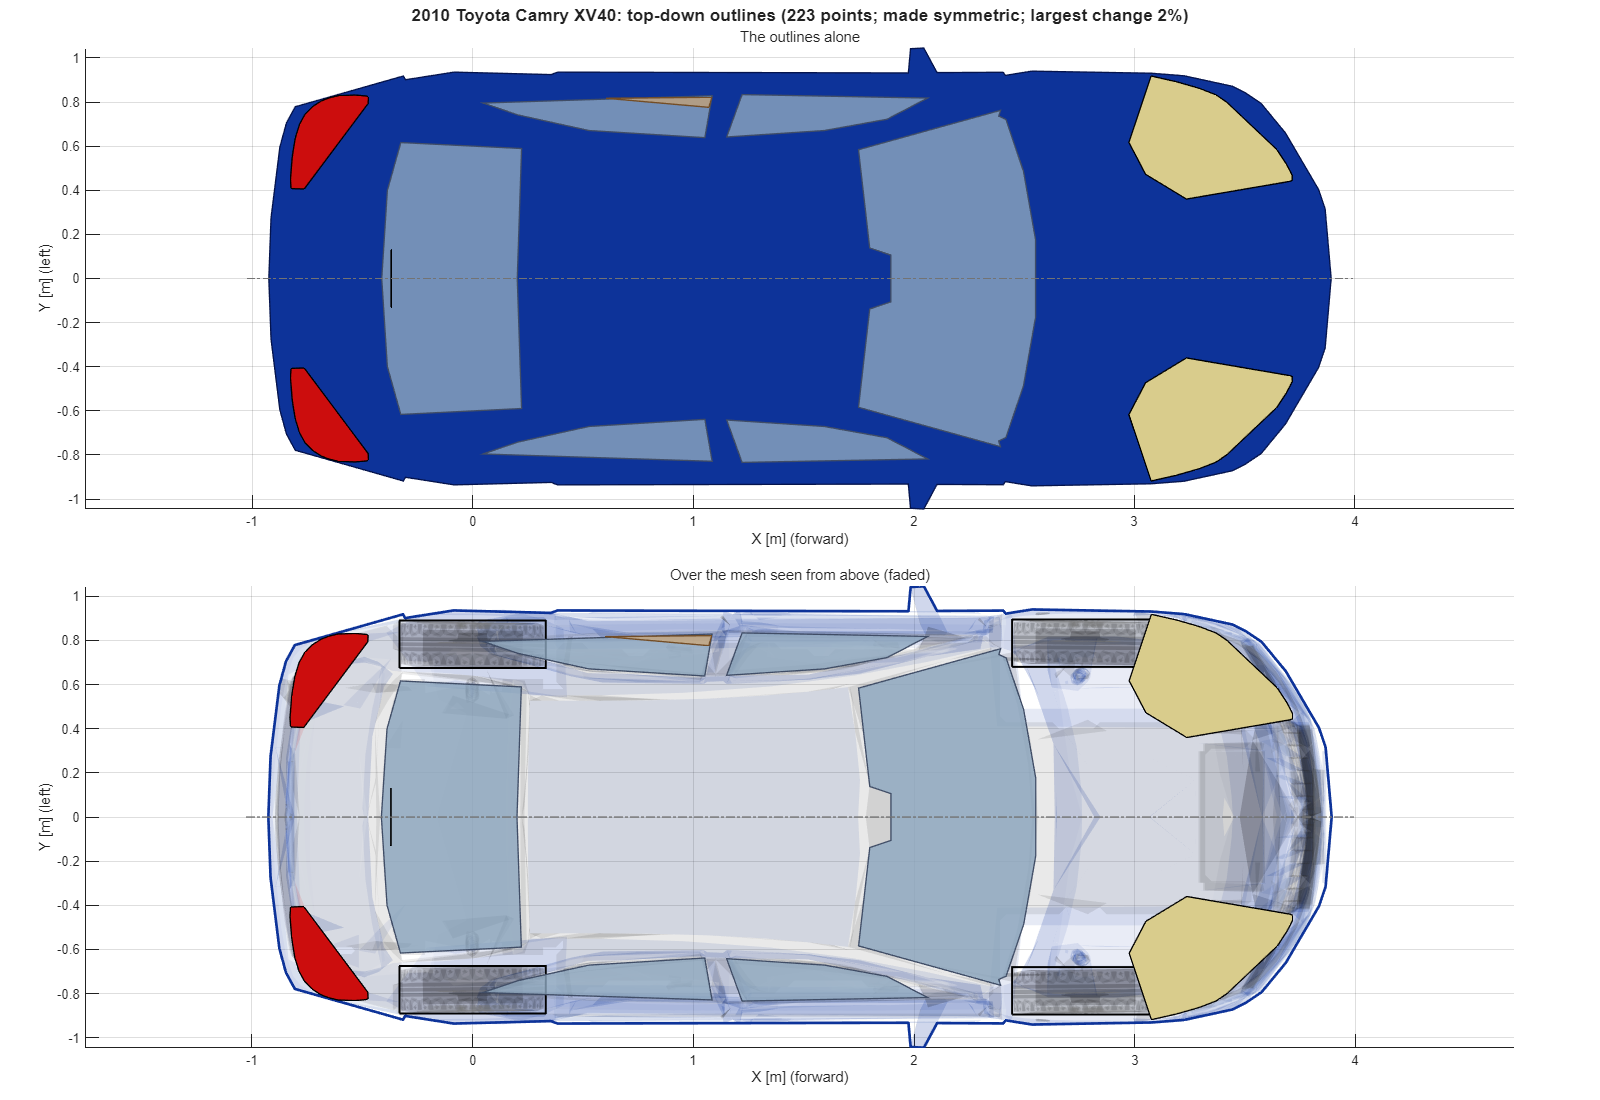 2010 Toyota Camry XV40: top-down outlines (223 points; made symmetric; largest change 2%)
The outlines alone
1
0.8
0.6
0.4
0.2
0
-0.2
-0.4
-0.6
-0.8
-1
Y [m] (left)
-1 0 1 2 3 4
X [m] (forward)
Over the mesh seen from above (faded)
1
0.8
0.6
0.4
0.2
0
-0.2
-0.4
-0.6
-0.8
-1
Y [m] (left)
-1 0 1 2 3 4
X [m] (forward)